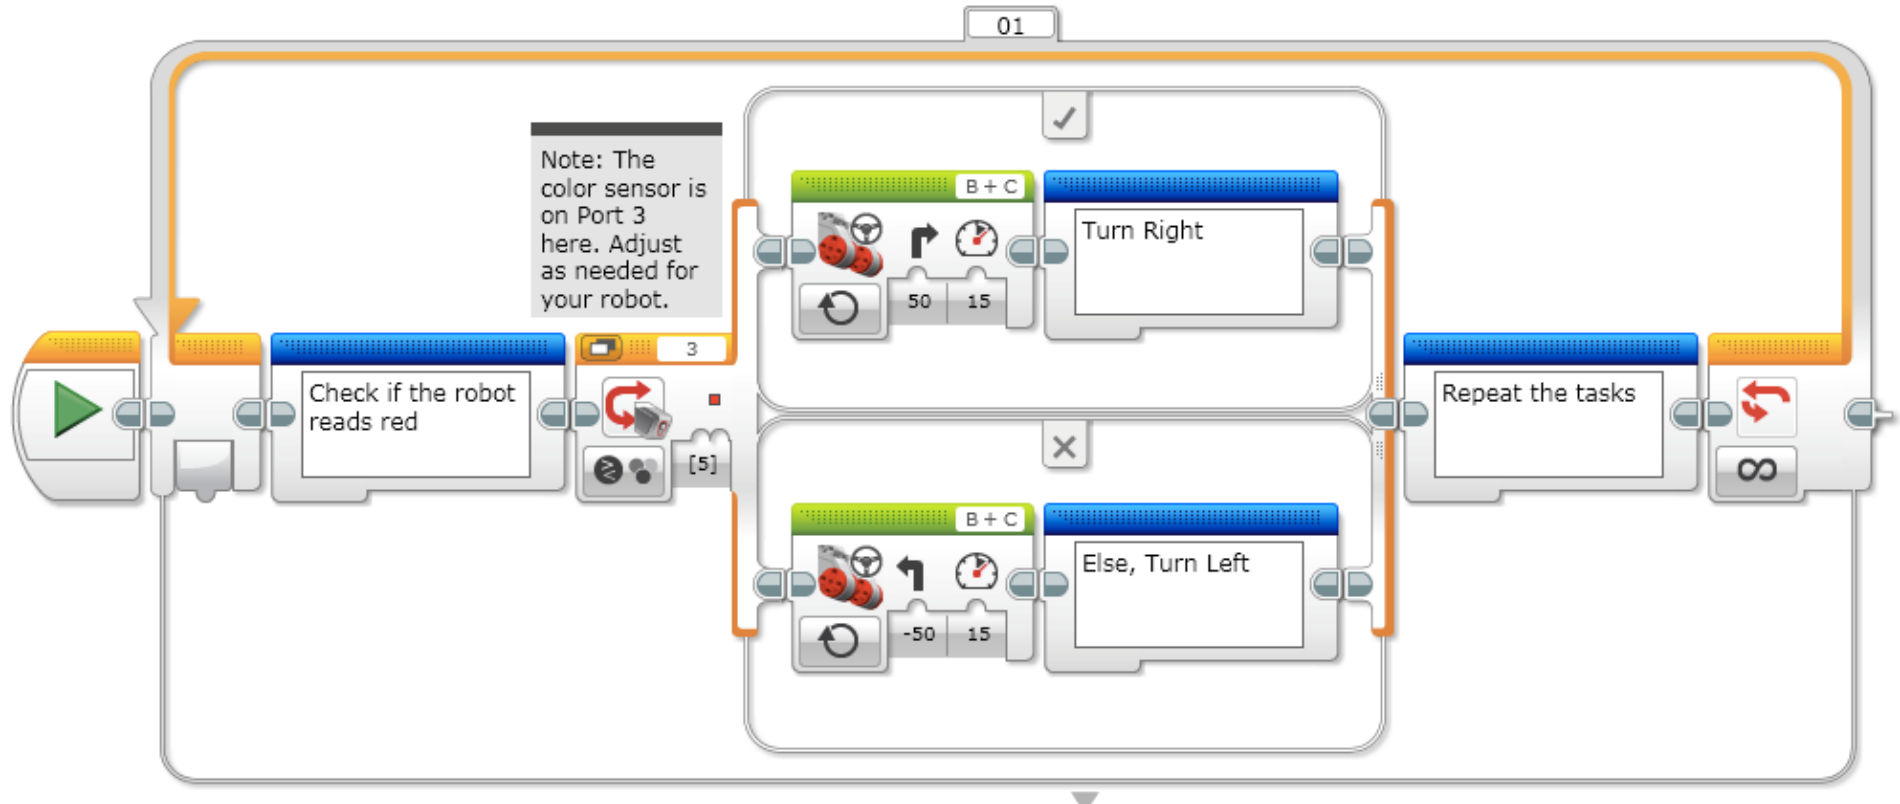 01
Note: The
color sensor is
on Port 3
here. Adjust
as needed for
your robot.
B + C
Turn Right
50 15
3
Check if the robot
reads red
[5]
Repeat the tasks
∞
B + C
Else, Turn Left
-50 15